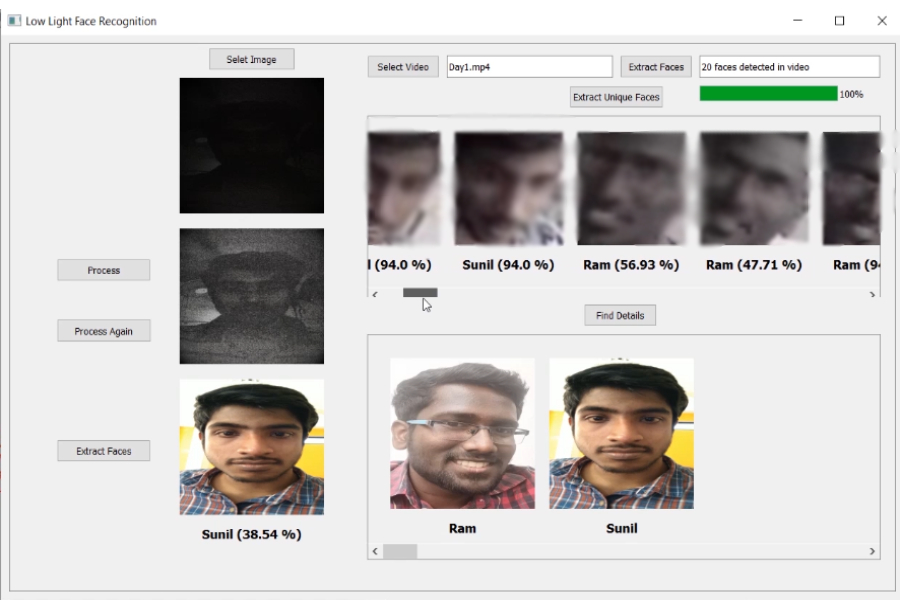 Low Light Face Recognition
Selet Image
Select Video
Day1.mp4
Extract Faces
20 faces detected in video
Extract Unique Faces
100%
(94.0 %)
Sunil (94.0 %)
Ram (56.93 %)
Ram (47.71 %)
Ram (9
Process
Find Details
Process Again
Extract Faces
Sunil (38.54 %)
Ram
Sunil